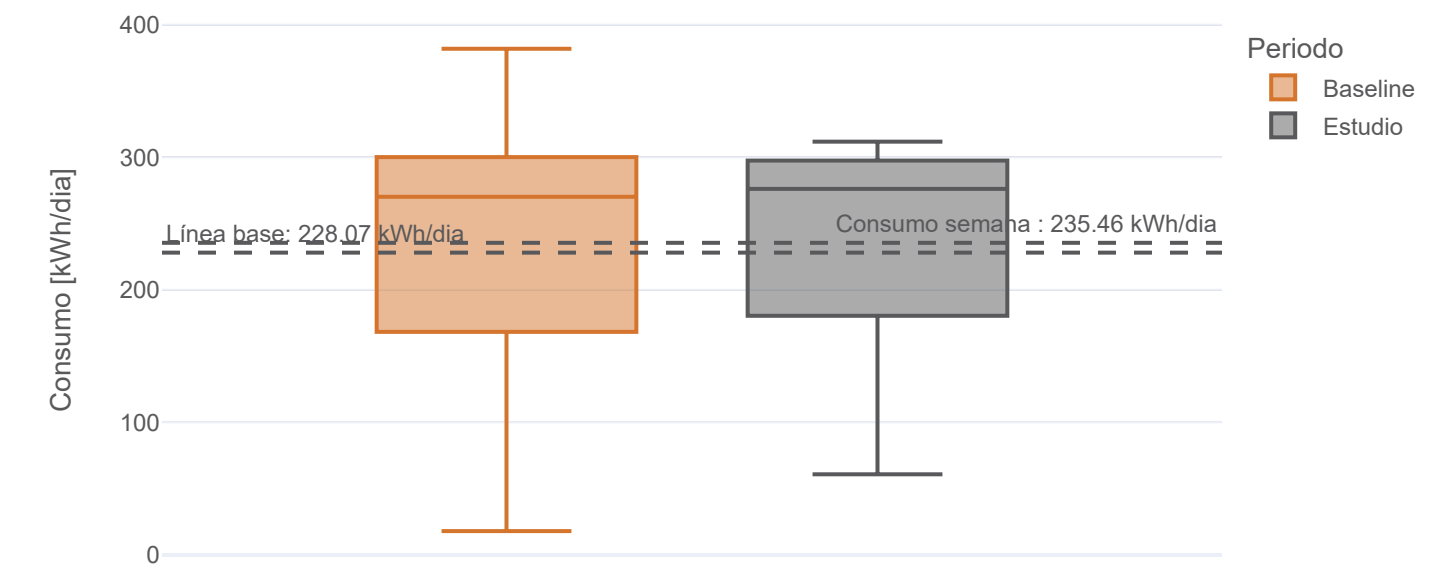 400
300
200
100
0
Consumo [kWh/dia]
Línea base: 228.07 kWh/dia
Consumo semana : 235.46 kWh/dia
Periodo
Baseline
Estudio